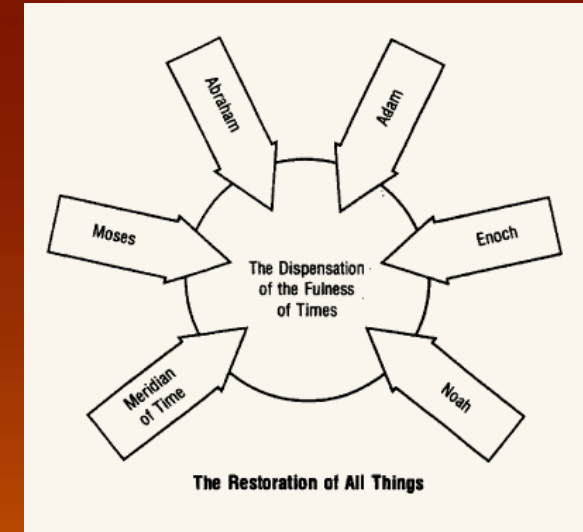 Abraham
Adam
Moses
Enoch
The Dispensation
of the Fulness
of Times
Meridian
of Time
Noah
The Restoration of All Things